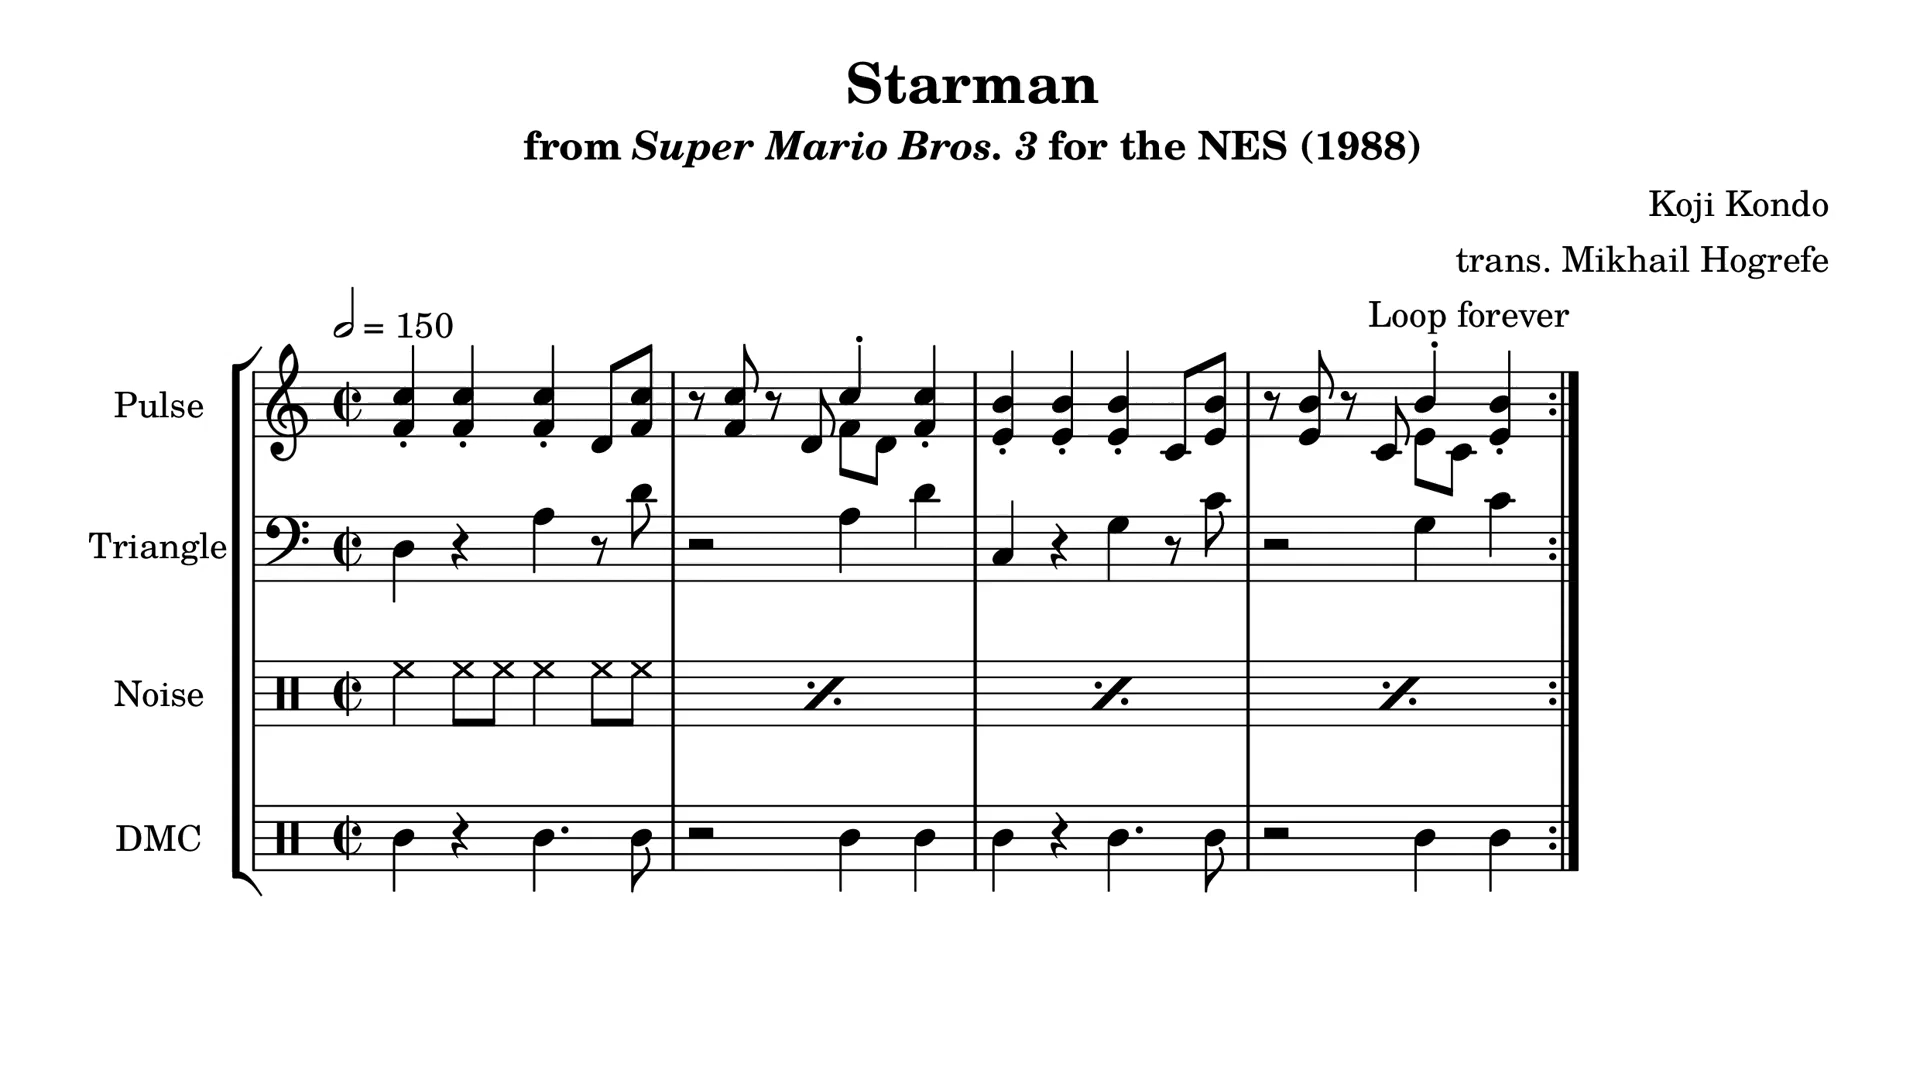 Starman
from Super Mario Bros. 3 for the NES (1988)
Koji Kondo
trans. Mikhail Hogrefe
Loop forever
𝅗𝅥 = 150
Pulse
Triangle
Noise
DMC